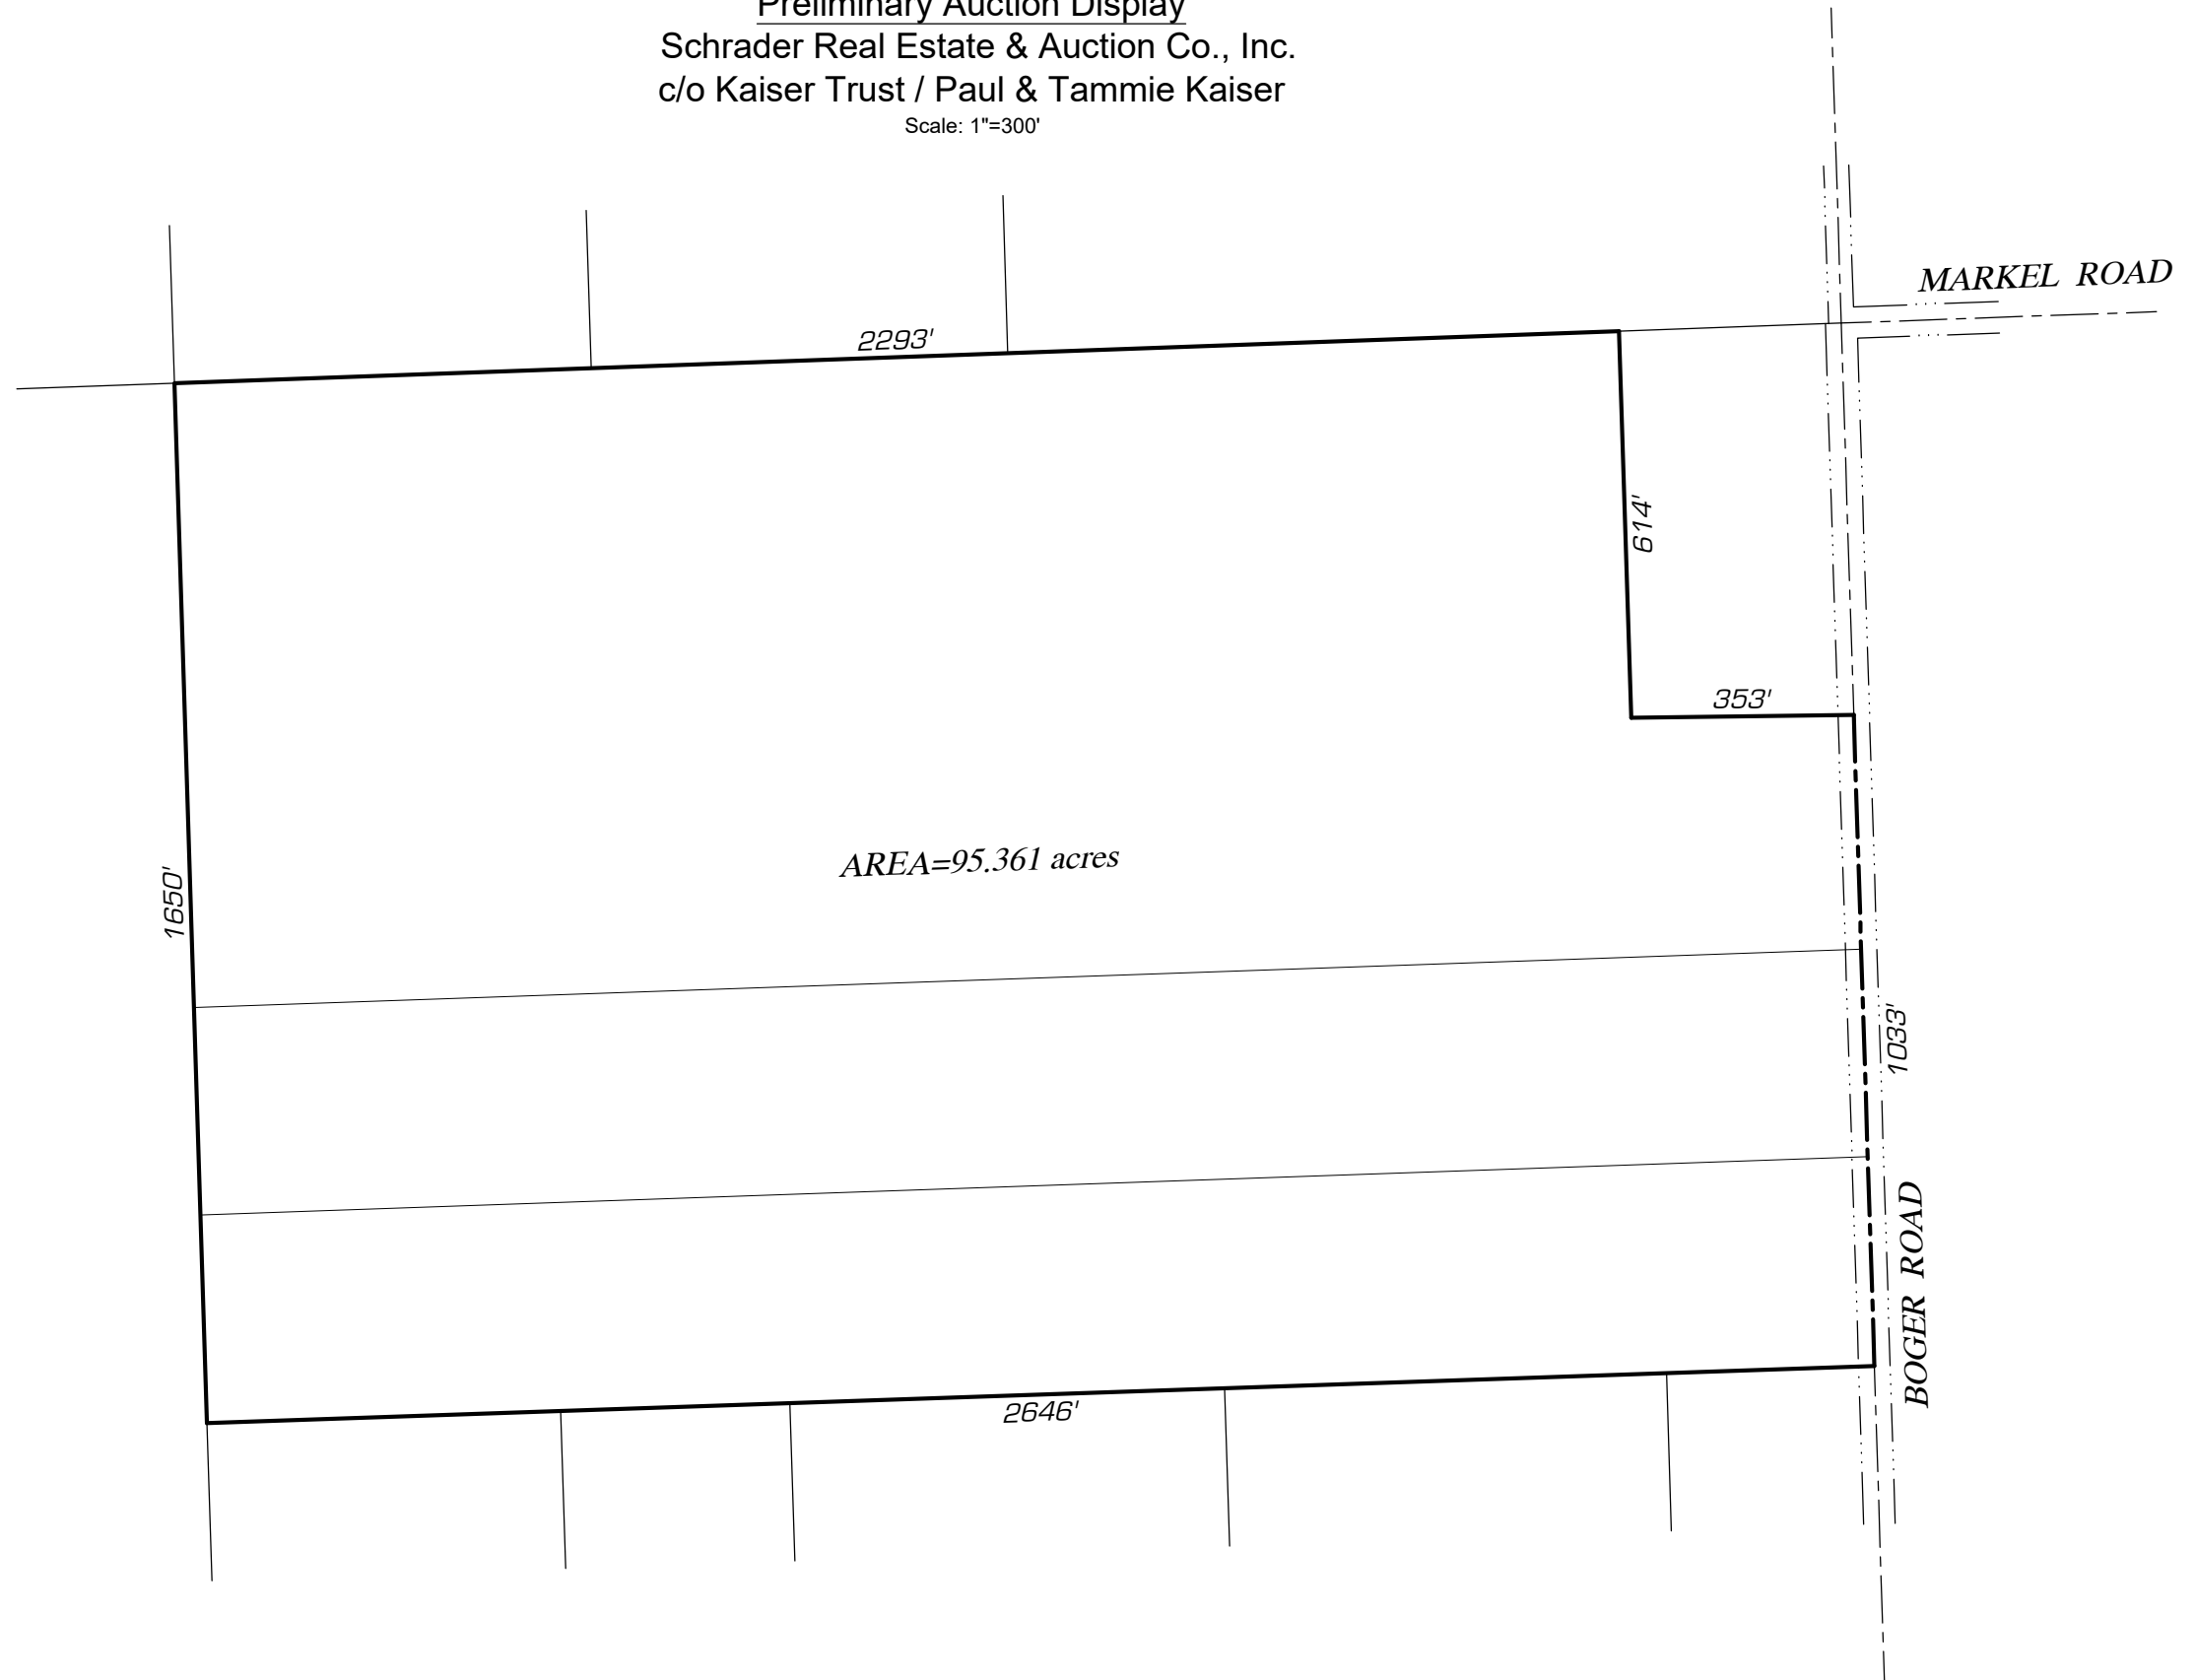 Preliminary Auction Display
Schrader Real Estate & Auction Co., Inc.
c/o Kaiser Trust / Paul & Tammie Kaiser
Scale: 1"=300'
MARKEL ROAD
2293'
614'
353'
AREA=95.361 acres
1650'
1033'
BOGER ROAD
2646'